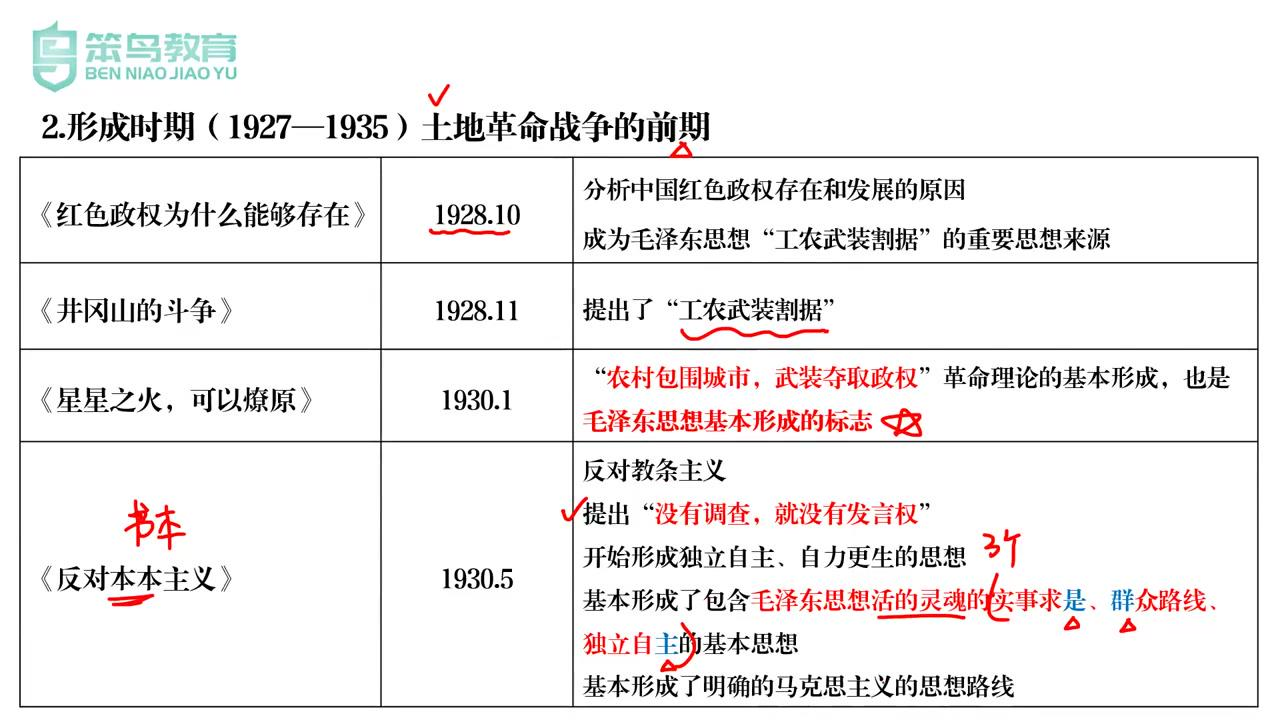 笨鸟教育
BEN NIAO JIAO YU
2.形成时期（1927—1935）土地革命战争的前期
《红色政权为什么能够存在》
1928.10
分析中国红色政权存在和发展的原因
成为毛泽东思想“工农武装割据”的重要思想来源
《井冈山的斗争》
1928.11
提出了“工农武装割据”
《星星之火，可以燎原》
1930.1
“农村包围城市，武装夺取政权”革命理论的基本形成，也是
毛泽东思想基本形成的标志
书本
《反对本本主义》
1930.5
反对教条主义
提出“没有调查，就没有发言权”
开始形成独立自主、自力更生的思想
3个
基本形成了包含毛泽东思想活的灵魂的实事求是、群众路线、
独立自主的基本思想
基本形成了明确的马克思主义的思想路线